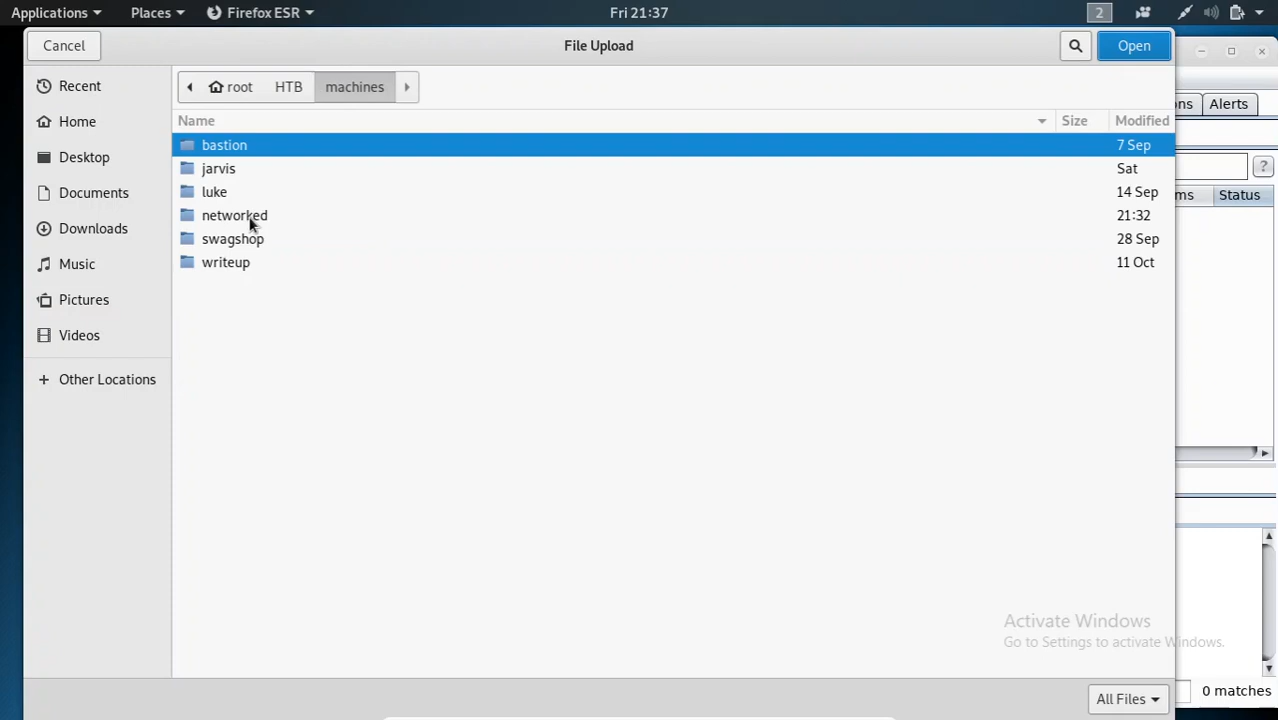 Applications Places Firefox ESR Fri 21:37 2
Cancel File Upload Open
Recent
Home
Desktop
Documents
Downloads
Music
Pictures
Videos
Other Locations
root HTB machines
Name Size Modified
bastion 7 Sep
jarvis Sat
luke 14 Sep
networked 21:32
swagshop 28 Sep
writeup 11 Oct
Alerts
?
Status
Activate Windows
Go to Settings to activate Windows.
0 matches
All Files